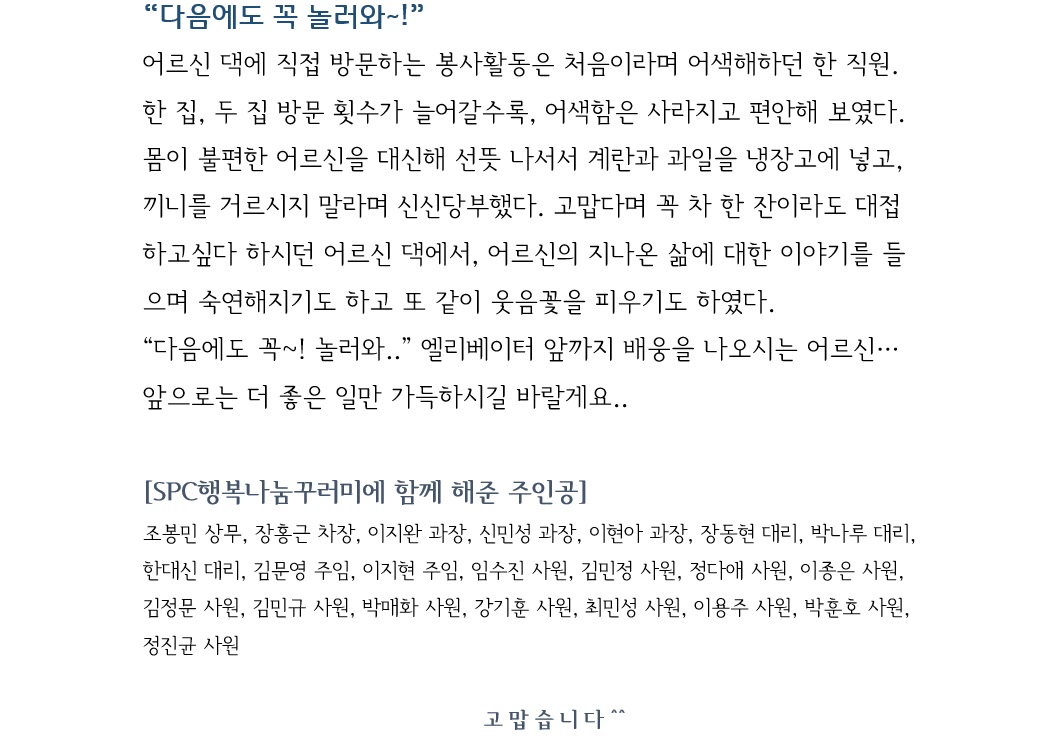 “다음에도 꼭 놀러와~!”
어르신 댁에 직접 방문하는 봉사활동은 처음이라며 어색해하던 한 직원.
한 집, 두 집 방문 횟수가 늘어갈수록, 어색함은 사라지고 편안해 보였다.
몸이 불편한 어르신을 대신해 선뜻 나서서 계란과 과일을 냉장고에 넣고,
끼니를 거르시지 말라며 신신당부했다. 고맙다며 꼭 차 한 잔이라도 대접
하고싶다 하시던 어르신 댁에서, 어르신의 지나온 삶에 대한 이야기를 들
으며 숙연해지기도 하고 또 같이 웃음꽃을 피우기도 하였다.
“다음에도 꼭~! 놀러와..” 엘리베이터 앞까지 배웅을 나오시는 어르신…
앞으로는 더 좋은 일만 가득하시길 바랄게요..
[SPC행복나눔꾸러미에 함께 해준 주인공]
조봉민 상무, 장홍근 차장, 이지완 과장, 신민성 과장, 이현아 과장, 장동현 대리, 박나루 대리,
한대신 대리, 김문영 주임, 이지현 주임, 임수진 사원, 김민정 사원, 정다애 사원, 이종은 사원,
김정문 사원, 김민규 사원, 박매화 사원, 강기훈 사원, 최민성 사원, 이용주 사원, 박훈호 사원,
정진균 사원
고맙습니다^^